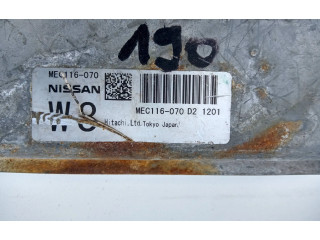 190
MEC116-070
NISSAN
MEC116-070 D2 1201
W8
Hitachi,Ltd.Tokyo Japan